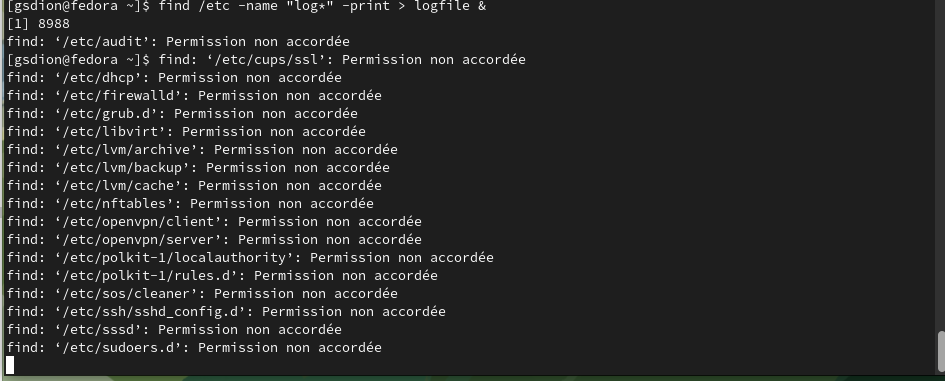 [gsdion@fedora ~]$ find /etc -name "log*" -print > logfile &
[1] 8988
find: ‘/etc/audit’: Permission non accordée
[gsdion@fedora ~]$ find: ‘/etc/cups/ssl’: Permission non accordée
find: ‘/etc/dhcp’: Permission non accordée
find: ‘/etc/firewalld’: Permission non accordée
find: ‘/etc/grub.d’: Permission non accordée
find: ‘/etc/libvirt’: Permission non accordée
find: ‘/etc/lvm/archive’: Permission non accordée
find: ‘/etc/lvm/backup’: Permission non accordée
find: ‘/etc/lvm/cache’: Permission non accordée
find: ‘/etc/nftables’: Permission non accordée
find: ‘/etc/openvpn/client’: Permission non accordée
find: ‘/etc/openvpn/server’: Permission non accordée
find: ‘/etc/polkit-1/localauthority’: Permission non accordée
find: ‘/etc/polkit-1/rules.d’: Permission non accordée
find: ‘/etc/sos/cleaner’: Permission non accordée
find: ‘/etc/ssh/sshd_config.d’: Permission non accordée
find: ‘/etc/sssd’: Permission non accordée
find: ‘/etc/sudoers.d’: Permission non accordée